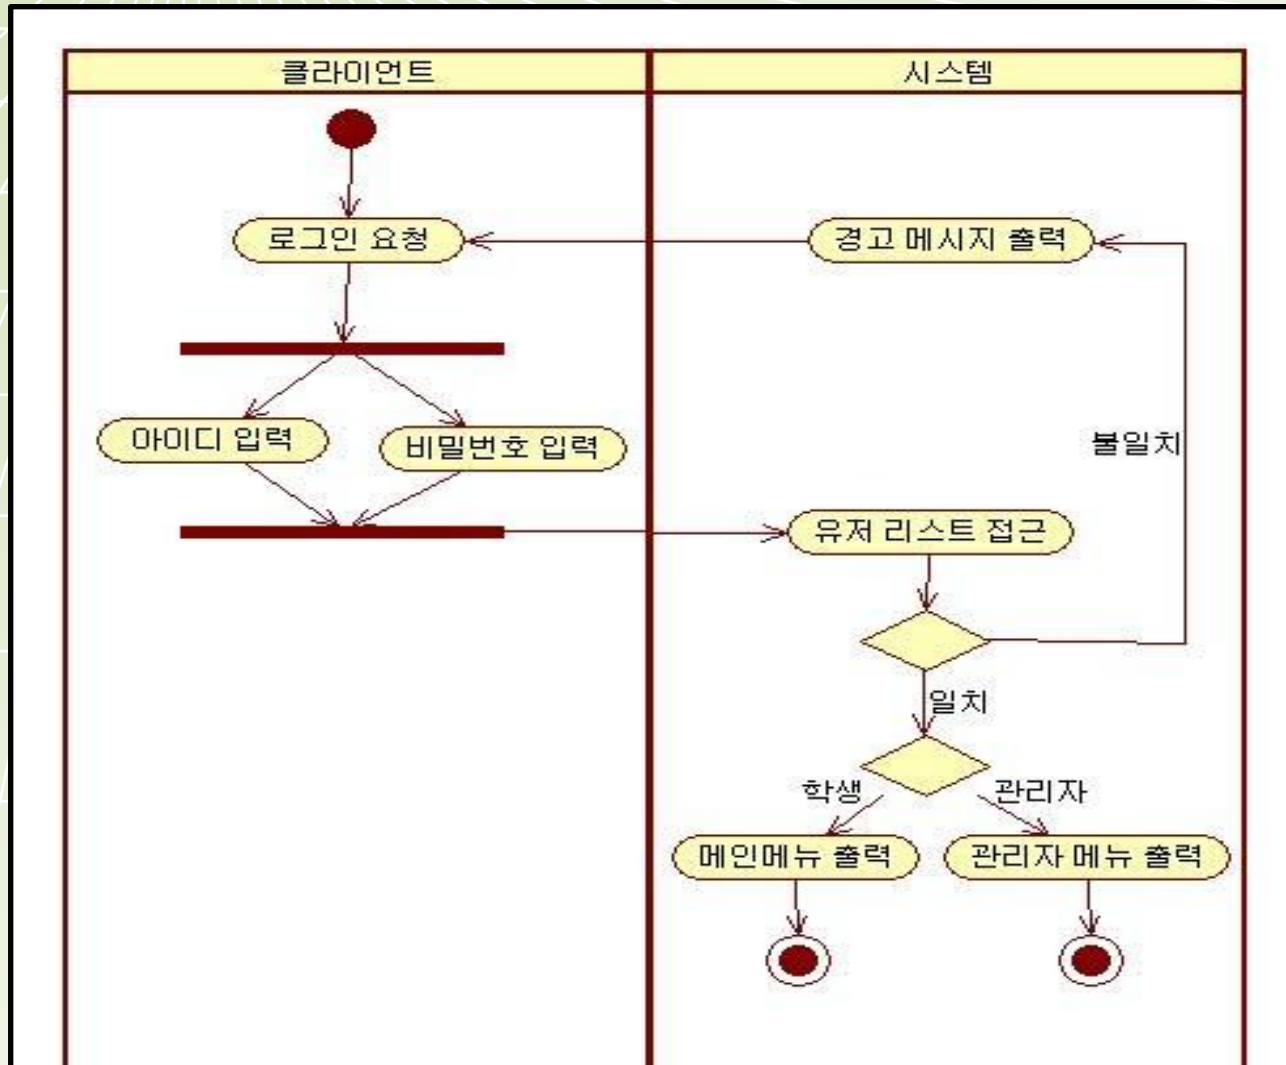 클라이언트
시스템
로그인 요청
경고 메시지 출력
아이디 입력
비밀번호 입력
불일치
유저 리스트 접근
일치
학생
관리자
메인메뉴 출력
관리자 메뉴 출력